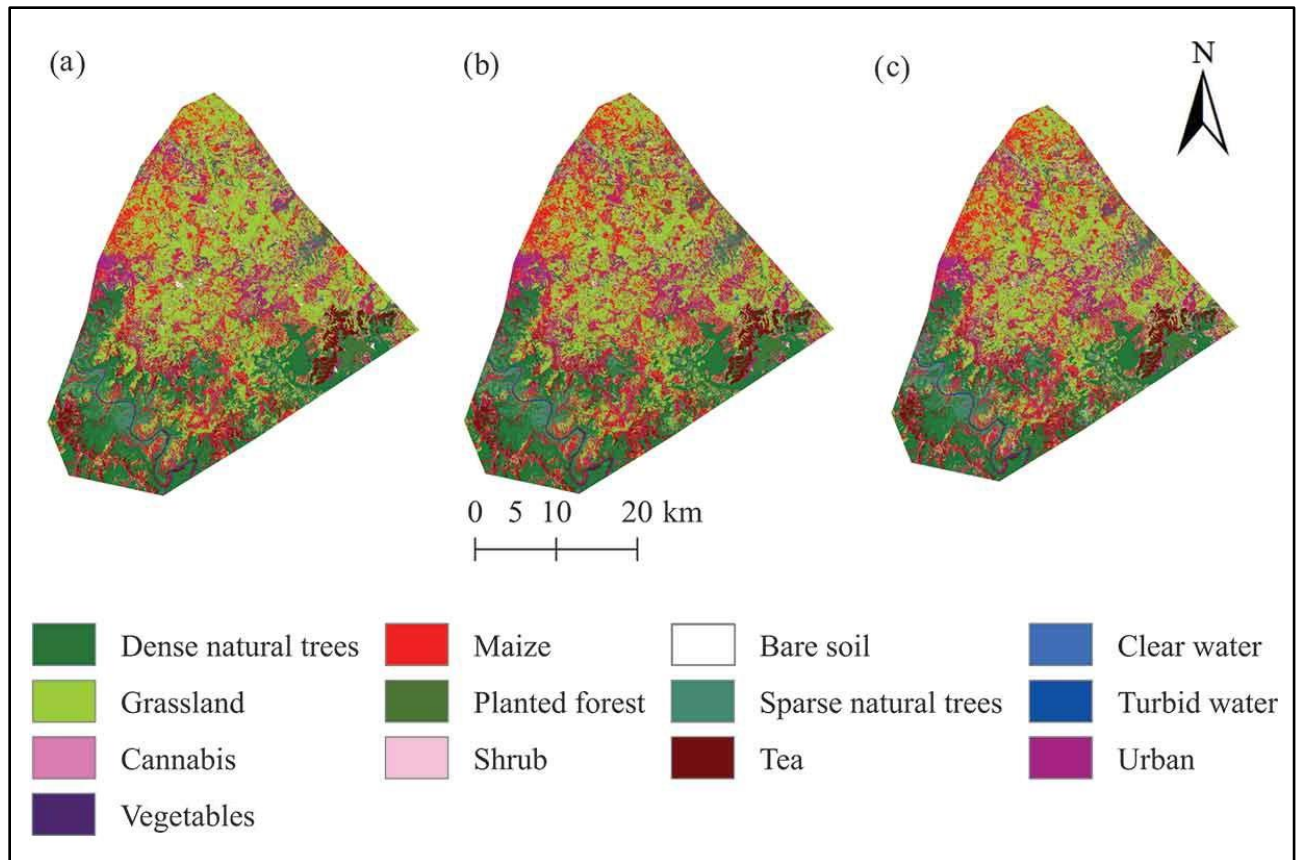 (a)
(b)
(c)
N
0 5 10 20 km
Dense natural trees
Maize
Bare soil
Clear water
Grassland
Planted forest
Sparse natural trees
Turbid water
Cannabis
Shrub
Tea
Urban
Vegetables